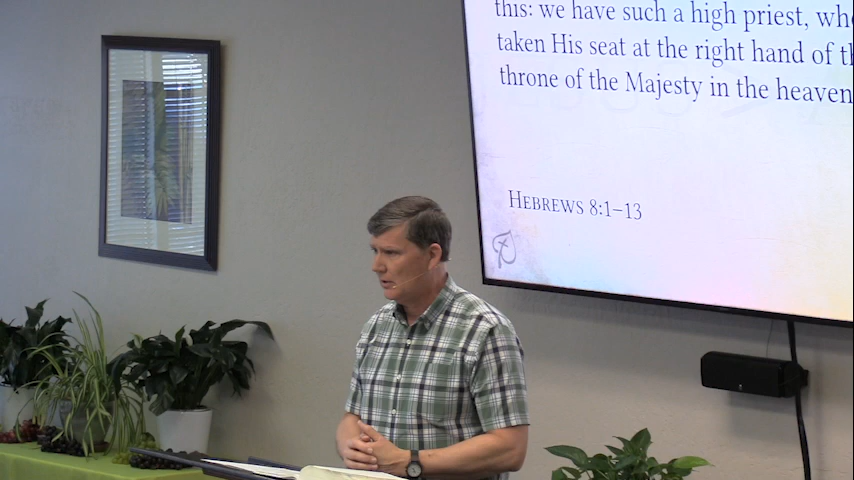 this: we have such a high priest, who
taken His seat at the right hand of th
throne of the Majesty in the heaven
HEBREWS 8:1–13